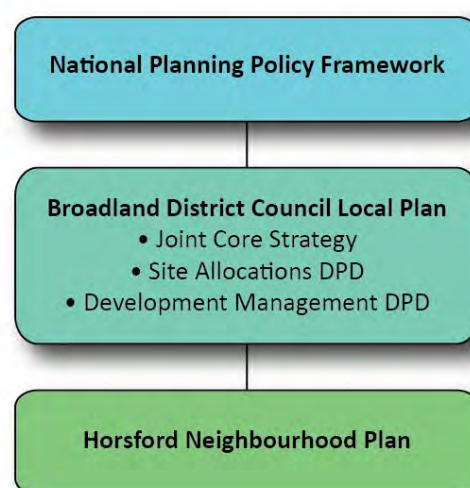 National Planning Policy Framework
Broadland District Council Local Plan
• Joint Core Strategy
• Site Allocations DPD
• Development Management DPD
Horsford Neighbourhood Plan